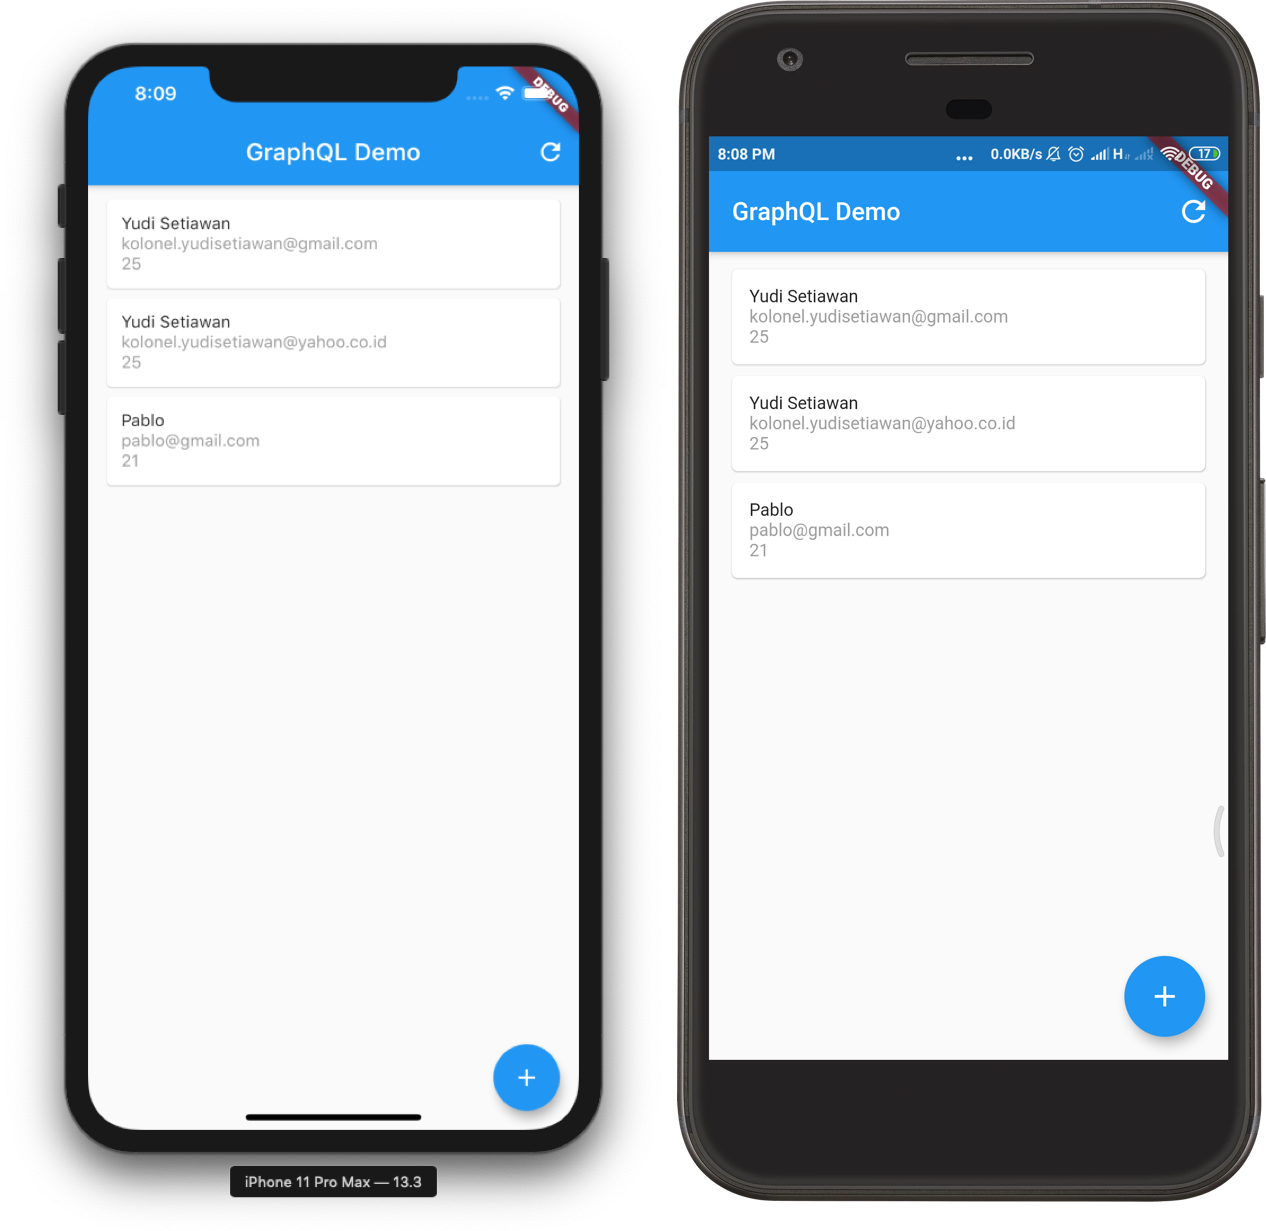 8:09
DEBUG
GraphQL Demo
Yudi Setiawan
kolonel.yudisetiawan@gmail.com
25
Yudi Setiawan
kolonel.yudisetiawan@yahoo.co.id
25
Pablo
pablo@gmail.com
21
+
iPhone 11 Pro Max — 13.3
8:08 PM
... 0.0KB/s H 17
DEBUG
GraphQL Demo
Yudi Setiawan
kolonel.yudisetiawan@gmail.com
25
Yudi Setiawan
kolonel.yudisetiawan@yahoo.co.id
25
Pablo
pablo@gmail.com
21
+